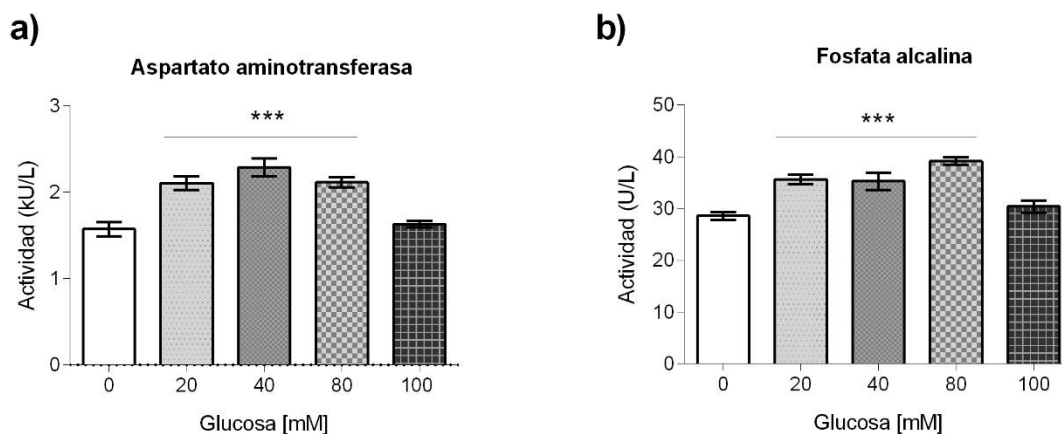 a)
Aspartato aminotransferasa
3
2
1
0
Actividad (kU/L)
***
0 20 40 80 100
Glucosa [mM]
b)
Fosfata alcalina
50
40
30
20
10
0
Actividad (U/L)
***
0 20 40 80 100
Glucosa [mM]